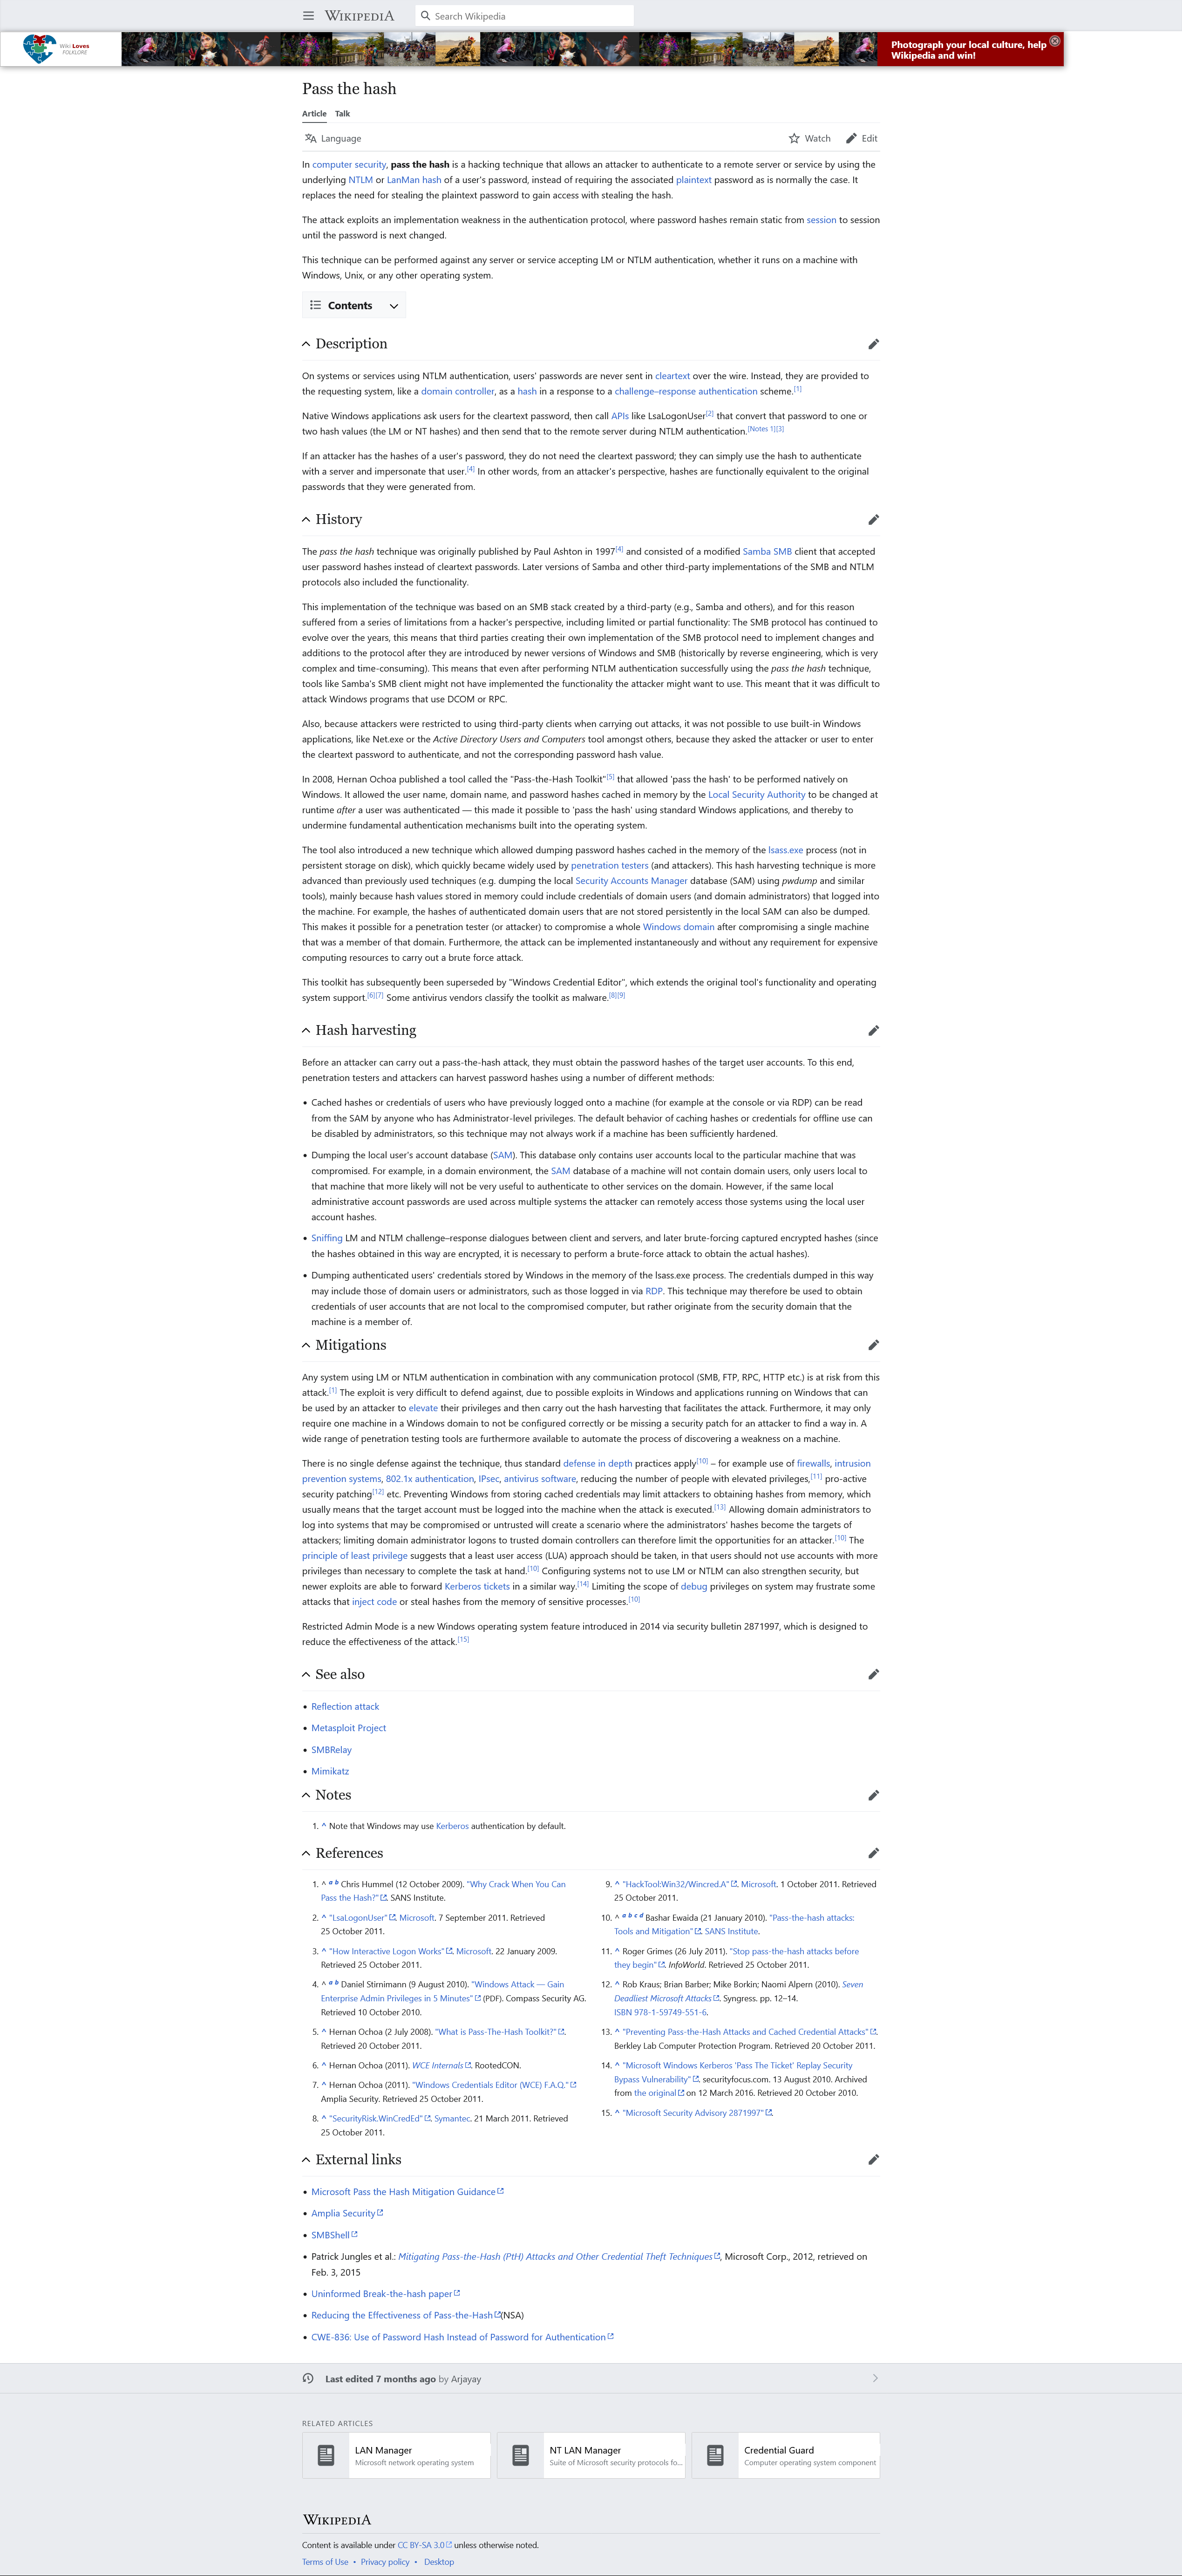 WIKIPEDIA
Search Wikipedia
Wiki Loves
FOLKLORE
Photograph your local culture, help
Wikipedia and win!
Pass the hash
Article Talk
Language
Watch Edit
In computer security, pass the hash is a hacking technique that allows an attacker to authenticate to a remote server or service by using the
underlying NTLM or LanMan hash of a user's password, instead of requiring the associated plaintext password as is normally the case. It
replaces the need for stealing the plaintext password to gain access with stealing the hash.
The attack exploits an implementation weakness in the authentication protocol, where password hashes remain static from session to session
until the password is next changed.
This technique can be performed against any server or service accepting LM or NTLM authentication, whether it runs on a machine with
Windows, Unix, or any other operating system.
Contents
Description
On systems or services using NTLM authentication, users' passwords are never sent in cleartext over the wire. Instead, they are provided to
the requesting system, like a domain controller, as a hash in a response to a challenge–response authentication scheme.[1]
Native Windows applications ask users for the cleartext password, then call APIs like LsaLogonUser[2] that convert that password to one or
two hash values (the LM or NT hashes) and then send that to the remote server during NTLM authentication.[Notes 1][3]
If an attacker has the hashes of a user's password, they do not need the cleartext password; they can simply use the hash to authenticate
with a server and impersonate that user.[4] In other words, from an attacker's perspective, hashes are functionally equivalent to the original
passwords that they were generated from.
History
The pass the hash technique was originally published by Paul Ashton in 1997[4] and consisted of a modified Samba SMB client that accepted
user password hashes instead of cleartext passwords. Later versions of Samba and other third-party implementations of the SMB and NTLM
protocols also included the functionality.
This implementation of the technique was based on an SMB stack created by a third-party (e.g., Samba and others), and for this reason
suffered from a series of limitations from a hacker's perspective, including limited or partial functionality: The SMB protocol has continued to
evolve over the years, this means that third parties creating their own implementation of the SMB protocol need to implement changes and
additions to the protocol after they are introduced by newer versions of Windows and SMB (historically by reverse engineering, which is very
complex and time-consuming). This means that even after performing NTLM authentication successfully using the pass the hash technique,
tools like Samba's SMB client might not have implemented the functionality the attacker might want to use. This meant that it was difficult to
attack Windows programs that use DCOM or RPC.
Also, because attackers were restricted to using third-party clients when carrying out attacks, it was not possible to use built-in Windows
applications, like Net.exe or the Active Directory Users and Computers tool amongst others, because they asked the attacker or user to enter
the cleartext password to authenticate, and not the corresponding password hash value.
In 2008, Hernan Ochoa published a tool called the "Pass-the-Hash Toolkit"[5] that allowed 'pass the hash' to be performed natively on
Windows. It allowed the user name, domain name, and password hashes cached in memory by the Local Security Authority to be changed at
runtime after a user was authenticated — this made it possible to 'pass the hash' using standard Windows applications, and thereby to
undermine fundamental authentication mechanisms built into the operating system.
The tool also introduced a new technique which allowed dumping password hashes cached in the memory of the lsass.exe process (not in
persistent storage on disk), which quickly became widely used by penetration testers (and attackers). This hash harvesting technique is more
advanced than previously used techniques (e.g. dumping the local Security Accounts Manager database (SAM) using pwdump and similar
tools), mainly because hash values stored in memory could include credentials of domain users (and domain administrators) that logged into
the machine. For example, the hashes of authenticated domain users that are not stored persistently in the local SAM can also be dumped.
This makes it possible for a penetration tester (or attacker) to compromise a whole Windows domain after compromising a single machine
that was a member of that domain. Furthermore, the attack can be implemented instantaneously and without any requirement for expensive
computing resources to carry out a brute force attack.
This toolkit has subsequently been superseded by "Windows Credential Editor", which extends the original tool's functionality and operating
system support.[6][7] Some antivirus vendors classify the toolkit as malware.[8][9]
Hash harvesting
Before an attacker can carry out a pass-the-hash attack, they must obtain the password hashes of the target user accounts. To this end,
penetration testers and attackers can harvest password hashes using a number of different methods:
• Cached hashes or credentials of users who have previously logged onto a machine (for example at the console or via RDP) can be read
from the SAM by anyone who has Administrator-level privileges. The default behavior of caching hashes or credentials for offline use can
be disabled by administrators, so this technique may not always work if a machine has been sufficiently hardened.
• Dumping the local user's account database (SAM). This database only contains user accounts local to the particular machine that was
compromised. For example, in a domain environment, the SAM database of a machine will not contain domain users, only users local to
that machine that more likely will not be very useful to authenticate to other services on the domain. However, if the same local
administrative account passwords are used across multiple systems the attacker can remotely access those systems using the local user
account hashes.
• Sniffing LM and NTLM challenge–response dialogues between client and servers, and later brute-forcing captured encrypted hashes (since
the hashes obtained in this way are encrypted, it is necessary to perform a brute-force attack to obtain the actual hashes).
• Dumping authenticated users' credentials stored by Windows in the memory of the lsass.exe process. The credentials dumped in this way
may include those of domain users or administrators, such as those logged in via RDP. This technique may therefore be used to obtain
credentials of user accounts that are not local to the compromised computer, but rather originate from the security domain that the
machine is a member of.
Mitigations
Any system using LM or NTLM authentication in combination with any communication protocol (SMB, FTP, RPC, HTTP etc.) is at risk from this
attack.[1] The exploit is very difficult to defend against, due to possible exploits in Windows and applications running on Windows that can
be used by an attacker to elevate their privileges and then carry out the hash harvesting that facilitates the attack. Furthermore, it may only
require one machine in a Windows domain to not be configured correctly or be missing a security patch for an attacker to find a way in. A
wide range of penetration testing tools are furthermore available to automate the process of discovering a weakness on a machine.
There is no single defense against the technique, thus standard defense in depth practices apply[10] – for example use of firewalls, intrusion
prevention systems, 802.1x authentication, IPsec, antivirus software, reducing the number of people with elevated privileges,[11] pro-active
security patching[12] etc. Preventing Windows from storing cached credentials may limit attackers to obtaining hashes from memory, which
usually means that the target account must be logged into the machine when the attack is executed.[13] Allowing domain administrators to
log into systems that may be compromised or untrusted will create a scenario where the administrators' hashes become the targets of
attackers; limiting domain administrator logons to trusted domain controllers can therefore limit the opportunities for an attacker.[10] The
principle of least privilege suggests that a least user access (LUA) approach should be taken, in that users should not use accounts with more
privileges than necessary to complete the task at hand.[10] Configuring systems not to use LM or NTLM can also strengthen security, but
newer exploits are able to forward Kerberos tickets in a similar way.[14] Limiting the scope of debug privileges on system may frustrate some
attacks that inject code or steal hashes from the memory of sensitive processes.[10]
Restricted Admin Mode is a new Windows operating system feature introduced in 2014 via security bulletin 2871997, which is designed to
reduce the effectiveness of the attack.[15]
See also
• Reflection attack
• Metasploit Project
• SMBRelay
• Mimikatz
Notes
1. ^ Note that Windows may use Kerberos authentication by default.
References
1. ^ a b Chris Hummel (12 October 2009). "Why Crack When You Can
Pass the Hash?". SANS Institute.
2. ^ "LsaLogonUser". Microsoft. 7 September 2011. Retrieved
25 October 2011.
3. ^ "How Interactive Logon Works". Microsoft. 22 January 2009.
Retrieved 25 October 2011.
4. ^ a b Daniel Stirnimann (9 August 2010). "Windows Attack — Gain
Enterprise Admin Privileges in 5 Minutes" (PDF). Compass Security AG.
Retrieved 10 October 2010.
5. ^ Hernan Ochoa (2 July 2008). "What is Pass-The-Hash Toolkit?".
Retrieved 20 October 2011.
6. ^ Hernan Ochoa (2011). WCE Internals. RootedCON.
7. ^ Hernan Ochoa (2011). "Windows Credentials Editor (WCE) F.A.Q."
Amplia Security. Retrieved 25 October 2011.
8. ^ "SecurityRisk.WinCredEd". Symantec. 21 March 2011. Retrieved
25 October 2011.
9. ^ "HackTool:Win32/Wincred.A". Microsoft. 1 October 2011. Retrieved
25 October 2011.
10. ^ a b c d Bashar Ewaida (21 January 2010). "Pass-the-hash attacks:
Tools and Mitigation". SANS Institute.
11. ^ Roger Grimes (26 July 2011). "Stop pass-the-hash attacks before
they begin". InfoWorld. Retrieved 25 October 2011.
12. ^ Rob Kraus; Brian Barber; Mike Borkin; Naomi Alpern (2010). Seven
Deadliest Microsoft Attacks. Syngress. pp. 12–14.
ISBN 978-1-59749-551-6.
13. ^ "Preventing Pass-the-Hash Attacks and Cached Credential Attacks".
Berkley Lab Computer Protection Program. Retrieved 20 October 2011.
14. ^ "Microsoft Windows Kerberos 'Pass The Ticket' Replay Security
Bypass Vulnerability". securityfocus.com. 13 August 2010. Archived
from the original on 12 March 2016. Retrieved 20 October 2010.
15. ^ "Microsoft Security Advisory 2871997".
External links
• Microsoft Pass the Hash Mitigation Guidance
• Amplia Security
• SMBShell
• Patrick Jungles et al.: Mitigating Pass-the-Hash (PtH) Attacks and Other Credential Theft Techniques, Microsoft Corp., 2012, retrieved on
Feb. 3, 2015
• Uninformed Break-the-hash paper
• Reducing the Effectiveness of Pass-the-Hash(NSA)
• CWE-836: Use of Password Hash Instead of Password for Authentication
Last edited 7 months ago by Arjayay
RELATED ARTICLES
LAN Manager
Microsoft network operating system
NT LAN Manager
Suite of Microsoft security protocols fo...
Credential Guard
Computer operating system component
WIKIPEDIA
Content is available under CC BY-SA 3.0 unless otherwise noted.
Terms of Use • Privacy policy • Desktop